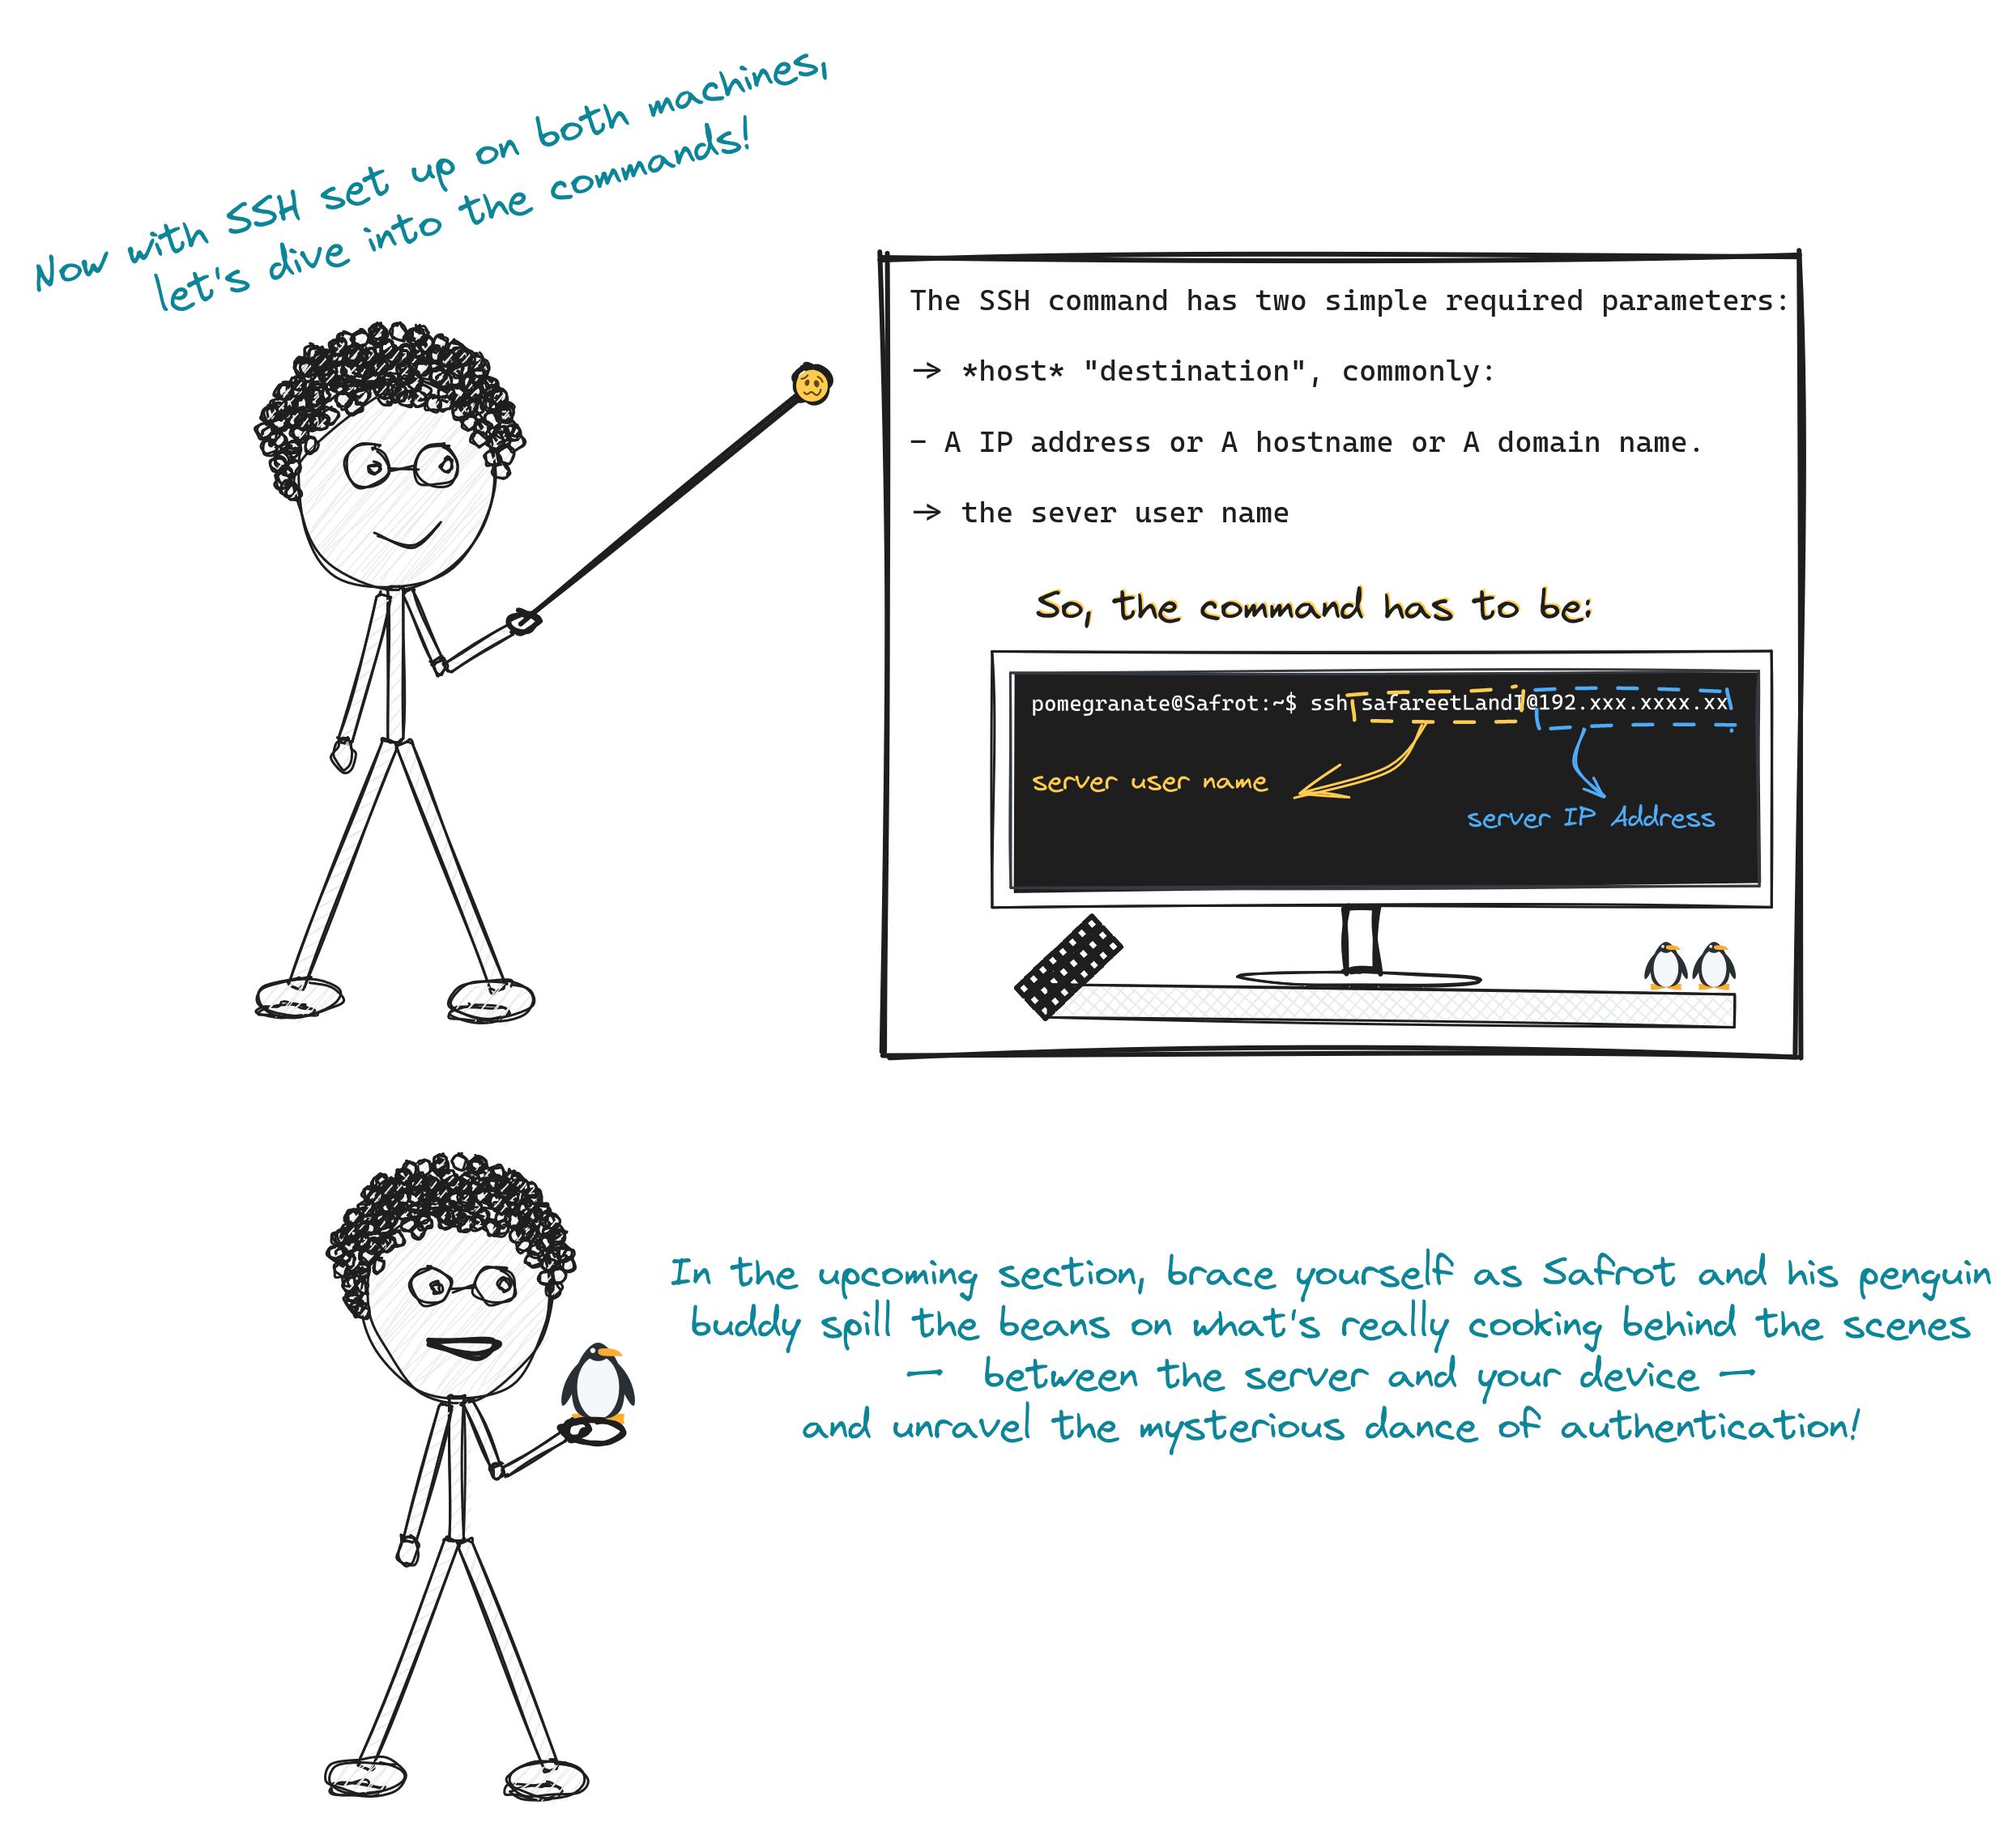 Now with SSH set up on both machines,
let's dive into the commands!
The SSH command has two simple required parameters:
→ *host* "destination", commonly:
- A IP address or A hostname or A domain name.
→ the sever user name
So, the command has to be:
pomegranate@Safrot:~$ ssh safareetLandI@192.xxx.xxxx.xx
server user name
server IP Address
In the upcoming section, brace yourself as Safrot and his penguin
buddy spill the beans on what's really cooking behind the scenes
— between the server and your device —
and unravel the mysterious dance of authentication!